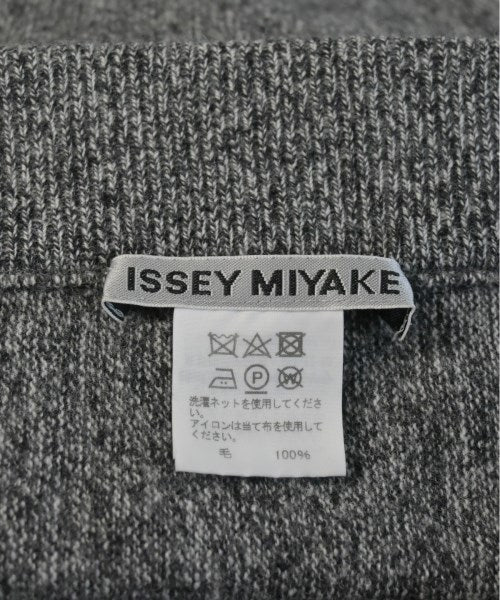 ISSEY MIYAKE
P W
洗濯ネットを使用してくださ
い。
アイロンは当て布を使用して
ください。
毛 100%